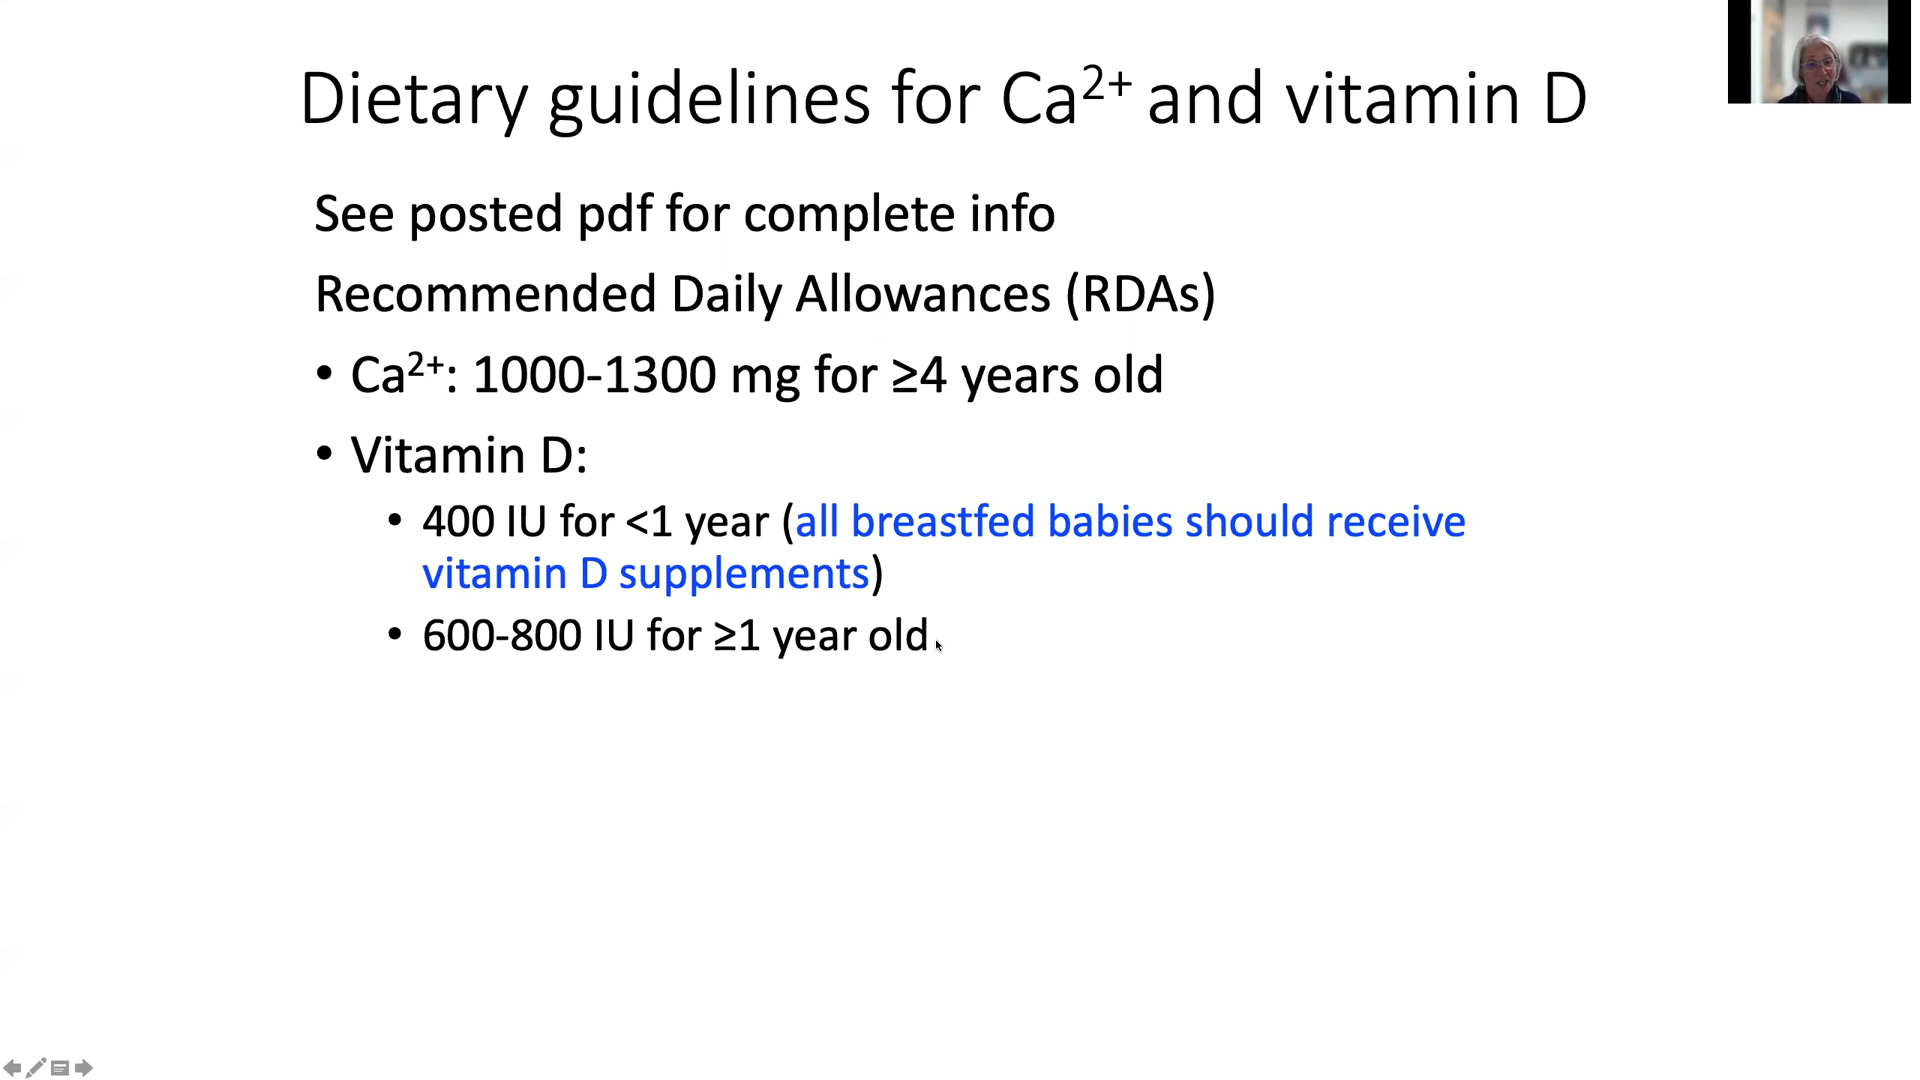 Dietary guidelines for Ca²⁺ and vitamin D
See posted pdf for complete info
Recommended Daily Allowances (RDAs)
• Ca²⁺: 1000-1300 mg for ≥4 years old
• Vitamin D:
• 400 IU for <1 year (all breastfed babies should receive
vitamin D supplements)
• 600-800 IU for ≥1 year old